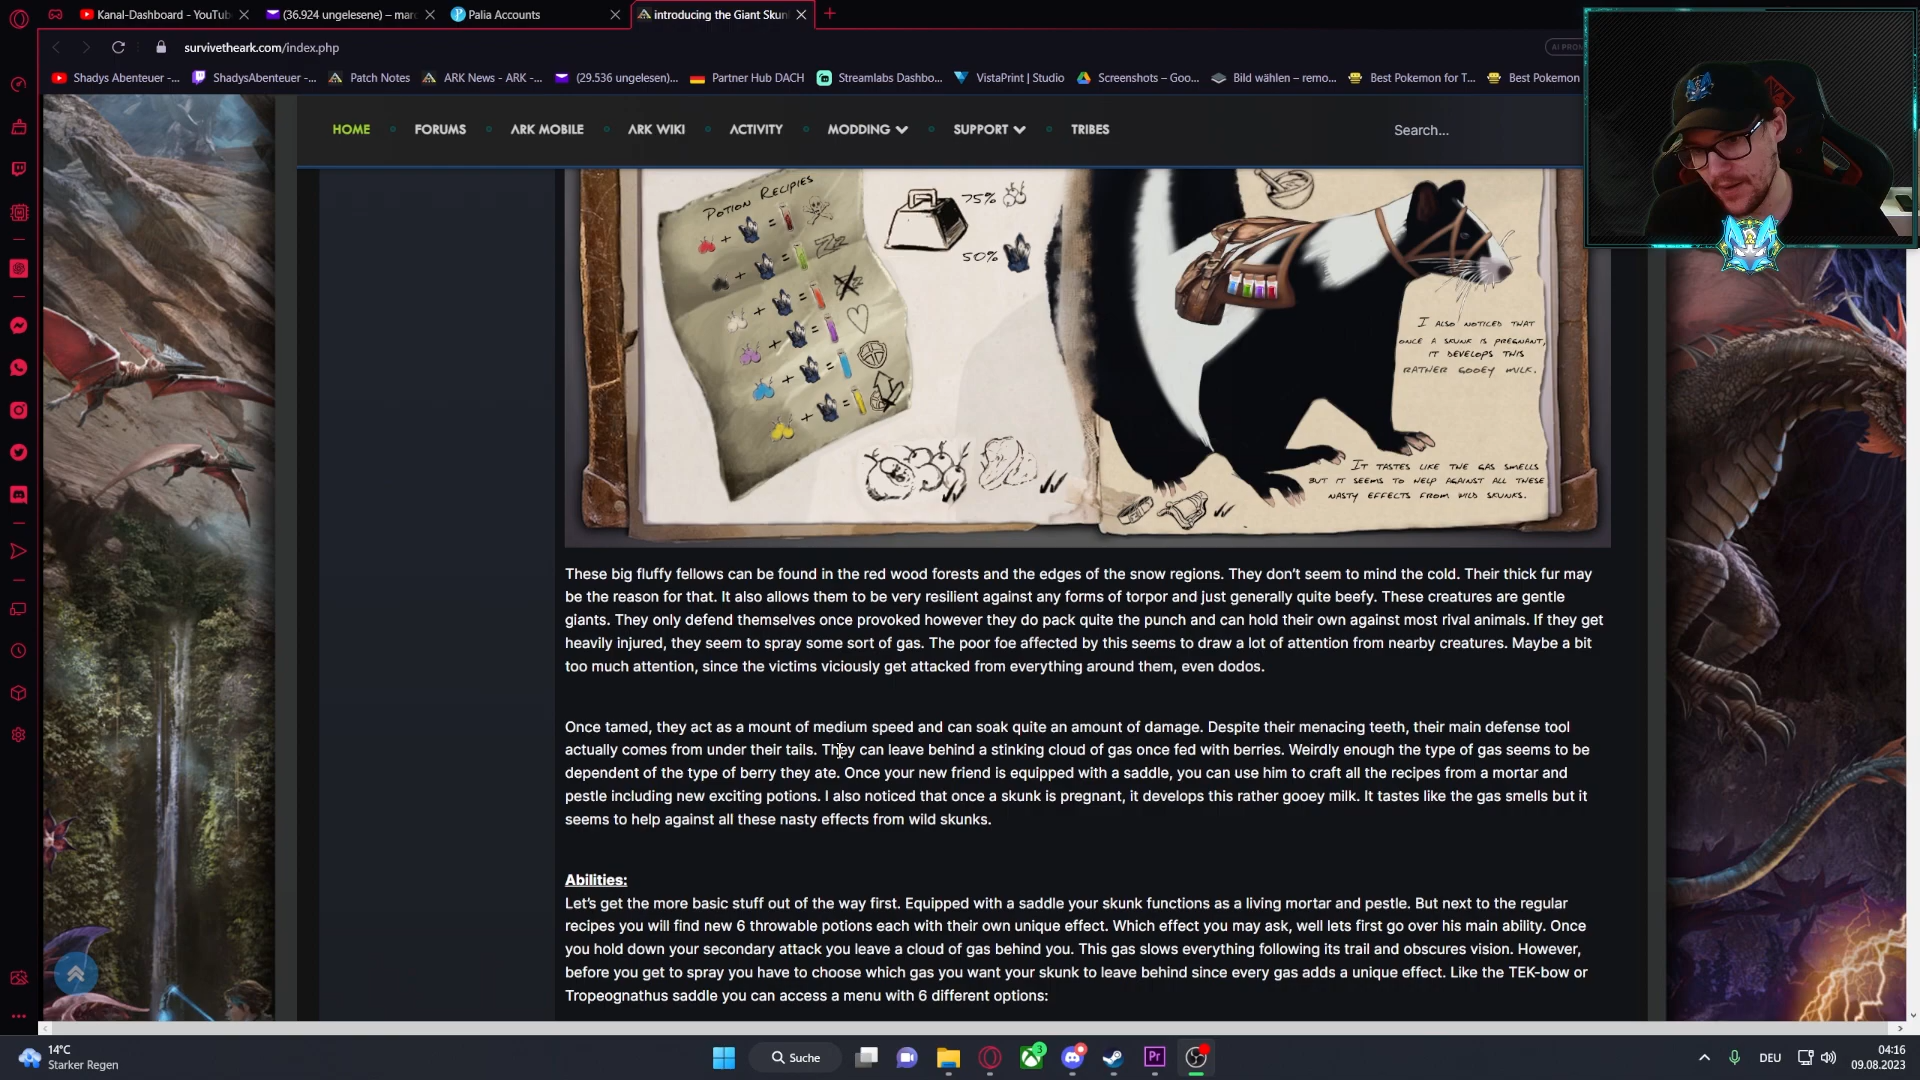 Kanal-Dashboard - YouTub
(36.924 ungelesene) – mar
Palia Accounts
introducing the Giant Skun
survivetheark.com/index.php
AI PRO
Shadys Abenteuer -...
ShadysAbenteuer -...
Patch Notes
ARK News - ARK -...
(29.536 ungelesen)...
Partner Hub DACH
Streamlabs Dashbo...
VistaPrint | Studio
Screenshots – Goo...
Bild wählen – remo...
Best Pokemon for T...
Best Pokemon
HOME
FORUMS
ARK MOBILE
ARK WIKI
ACTIVITY
MODDING
SUPPORT
TRIBES
Search...
POTION RECIPIES
75%
50%
I ALSO NOTICED THAT
ONCE A SKUNK IS PREGNANT,
IT DEVELOPS THIS
RATHER GOOEY MILK.
IT TASTES LIKE THE GAS SMELLS
BUT IT SEEMS TO HELP AGAINST ALL THESE
NASTY EFFECTS FROM WILD SKUNKS.
These big fluffy fellows can be found in the red wood forests and the edges of the snow regions. They don't seem to mind the cold. Their thick fur may
be the reason for that. It also allows them to be very resilient against any forms of torpor and just generally quite beefy. These creatures are gentle
giants. They only defend themselves once provoked however they do pack quite the punch and can hold their own against most rival animals. If they get
heavily injured, they seem to spray some sort of gas. The poor foe affected by this seems to draw a lot of attention from nearby creatures. Maybe a bit
too much attention, since the victims viciously get attacked from everything around them, even dodos.
Once tamed, they act as a mount of medium speed and can soak quite an amount of damage. Despite their menacing teeth, their main defense tool
actually comes from under their tails. They can leave behind a stinking cloud of gas once fed with berries. Weirdly enough the type of gas seems to be
dependent of the type of berry they ate. Once your new friend is equipped with a saddle, you can use him to craft all the recipes from a mortar and
pestle including new exciting potions. I also noticed that once a skunk is pregnant, it develops this rather gooey milk. It tastes like the gas smells but it
seems to help against all these nasty effects from wild skunks.
Abilities:
Let's get the more basic stuff out of the way first. Equipped with a saddle your skunk functions as a living mortar and pestle. But next to the regular
recipes you will find new 6 throwable potions each with their own unique effect. Which effect you may ask, well lets first go over his main ability. Once
you hold down your secondary attack you leave a cloud of gas behind you. This gas slows everything following its trail and obscures vision. However,
before you get to spray you have to choose which gas you want your skunk to leave behind since every gas adds a unique effect. Like the TEK-bow or
Tropeognathus saddle you can access a menu with 6 different options:
14°C
Starker Regen
Suche
3
Pr
DEU
04:16
09.08.2023